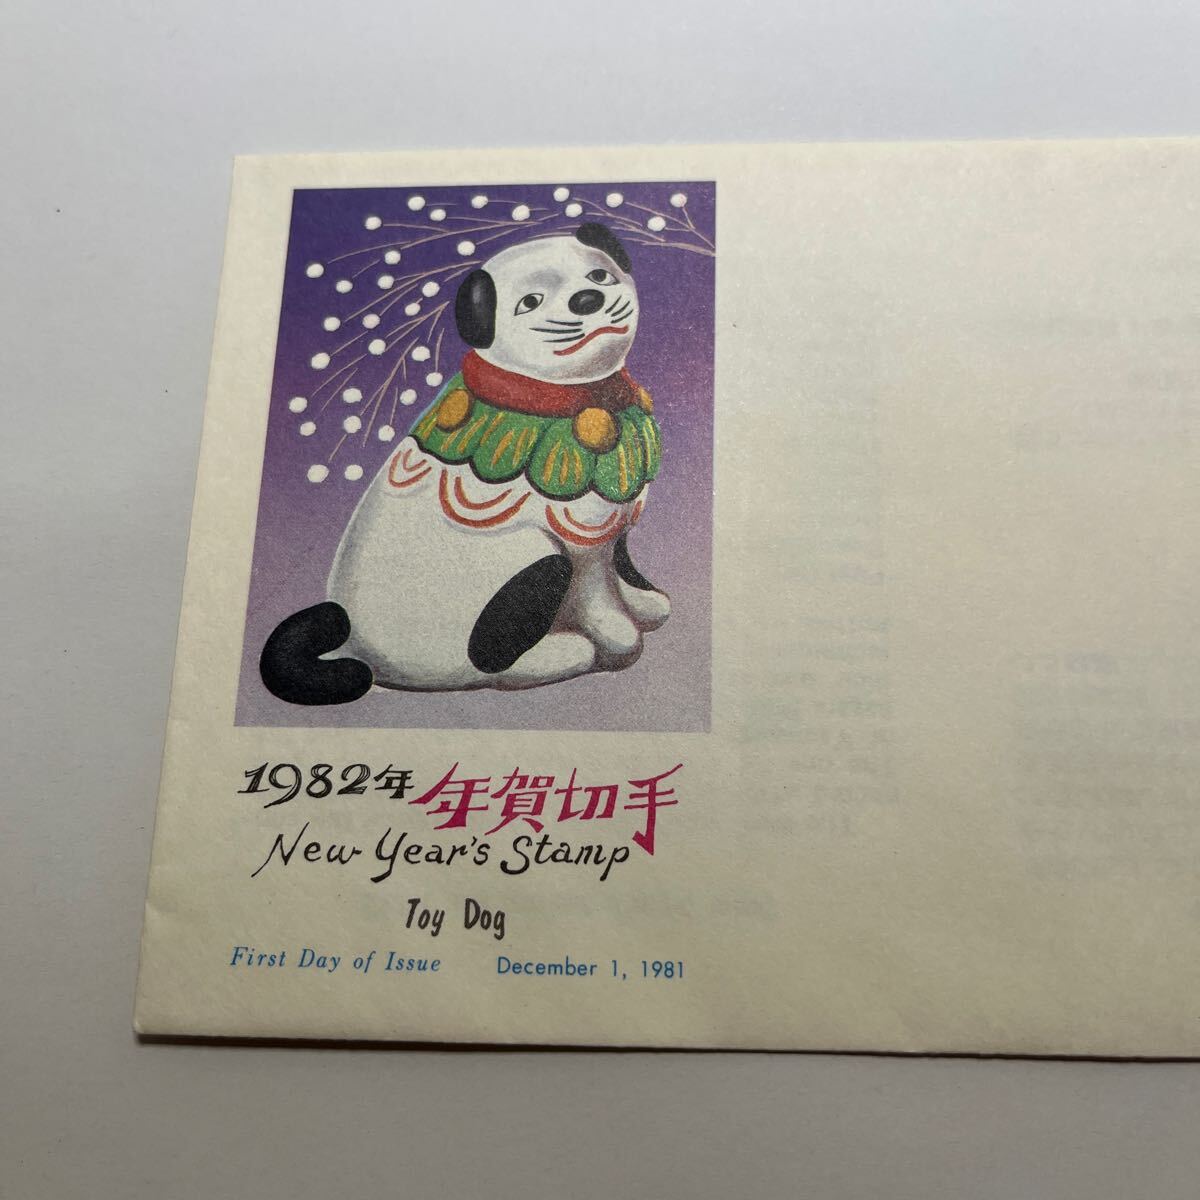 1982年 年賀切手
New Year's Stamp
Toy Dog
First Day of Issue December 1, 1981